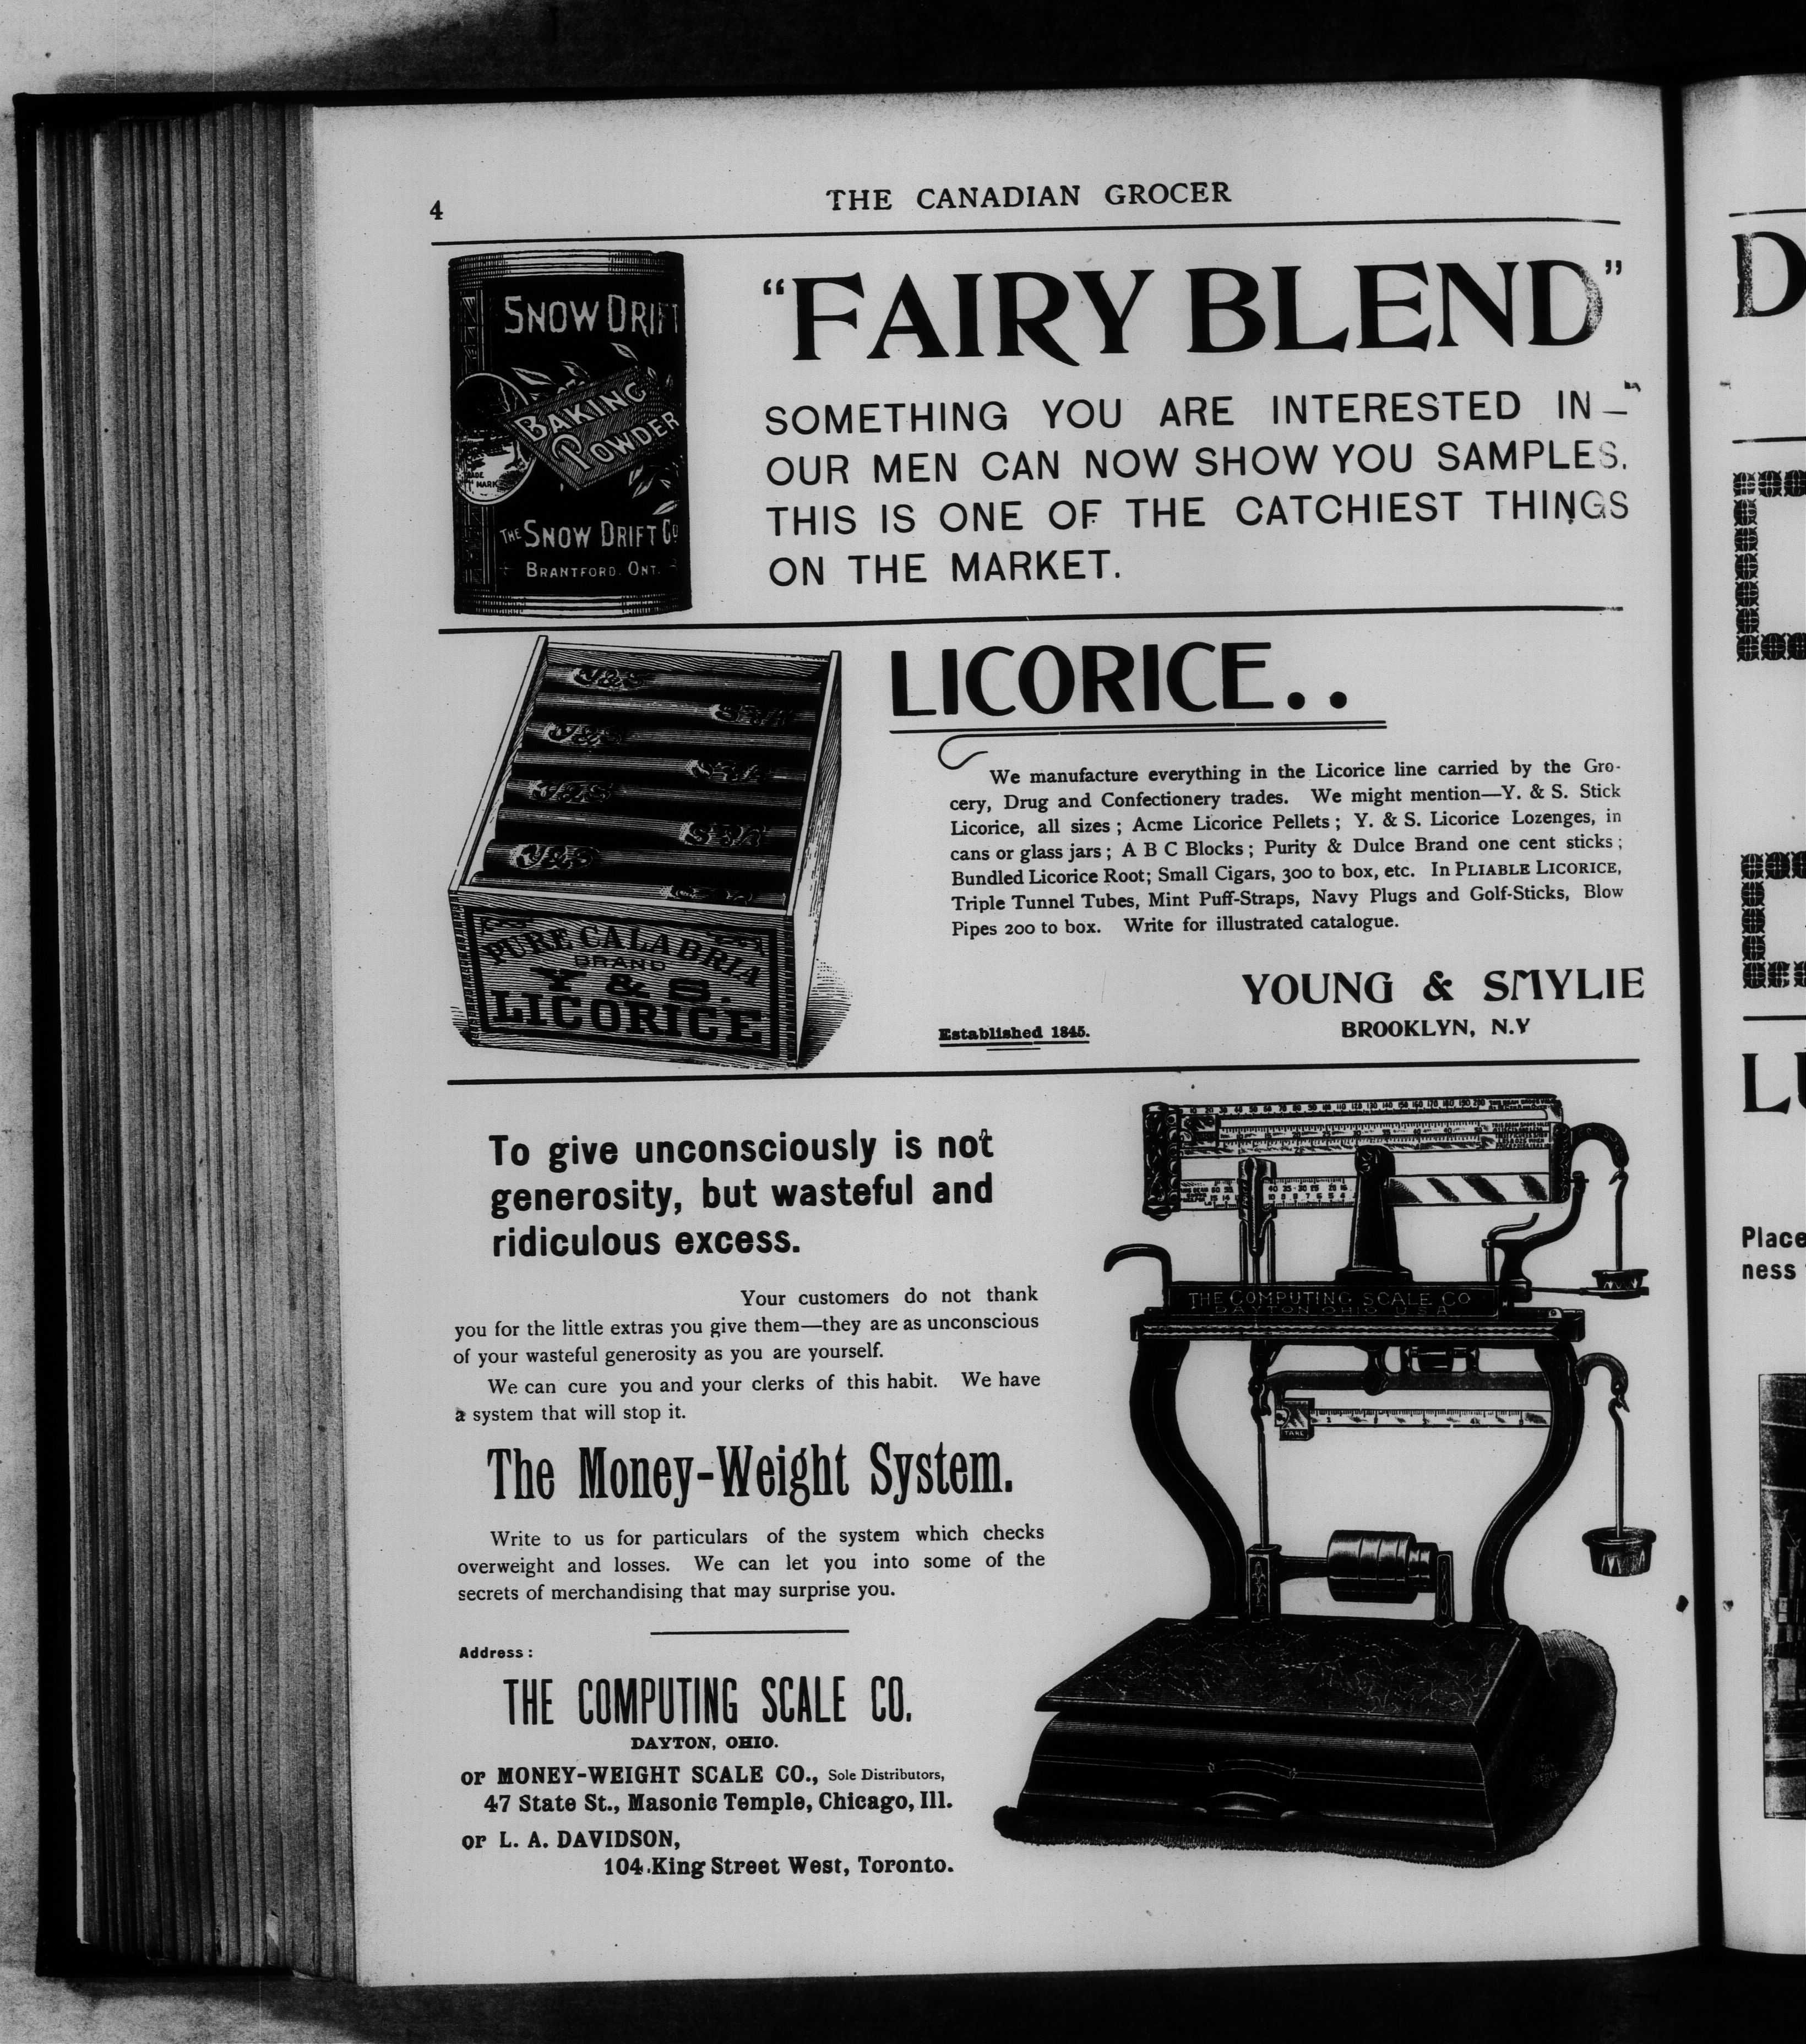 4
THE CANADIAN GROCER
SNOW DRIFT
BAKING
POWDER
TRADE
MARK
THE SNOW DRIFT Co
BRANTFORD. ONT.
"FAIRY BLEND"
SOMETHING YOU ARE INTERESTED IN—
OUR MEN CAN NOW SHOW YOU SAMPLES.
THIS IS ONE OF THE CATCHIEST THINGS
ON THE MARKET.
Y&S
Y&S
Y&S
Y&S
PURE CALABRIA
BRAND
Y & S.
LICORICE
LICORICE..
We manufacture everything in the Licorice line carried by the Gro-
cery, Drug and Confectionery trades. We might mention—Y. & S. Stick
Licorice, all sizes ; Acme Licorice Pellets ; Y. & S. Licorice Lozenges, in
cans or glass jars ; A B C Blocks ; Purity & Dulce Brand one cent sticks ;
Bundled Licorice Root; Small Cigars, 300 to box, etc. In PLIABLE LICORICE,
Triple Tunnel Tubes, Mint Puff-Straps, Navy Plugs and Golf-Sticks, Blow
Pipes 200 to box. Write for illustrated catalogue.
YOUNG & SMYLIE
BROOKLYN, N.Y
Established 1845.
To give unconsciously is not
generosity, but wasteful and
ridiculous excess.
Your customers do not thank
you for the little extras you give them—they are as unconscious
of your wasteful generosity as you are yourself.
We can cure you and your clerks of this habit. We have
a system that will stop it.
The Money-Weight System.
Write to us for particulars of the system which checks
overweight and losses. We can let you into some of the
secrets of merchandising that may surprise you.
Address :
THE COMPUTING SCALE CO.
DAYTON, OHIO.
or MONEY-WEIGHT SCALE CO., Sole Distributors,
47 State St., Masonic Temple, Chicago, Ill.
or L. A. DAVIDSON,
104 King Street West, Toronto.
THE COMPUTING SCALE CO
DAYTON OHIO U.S.A
TARE
D
LU
Place
ness